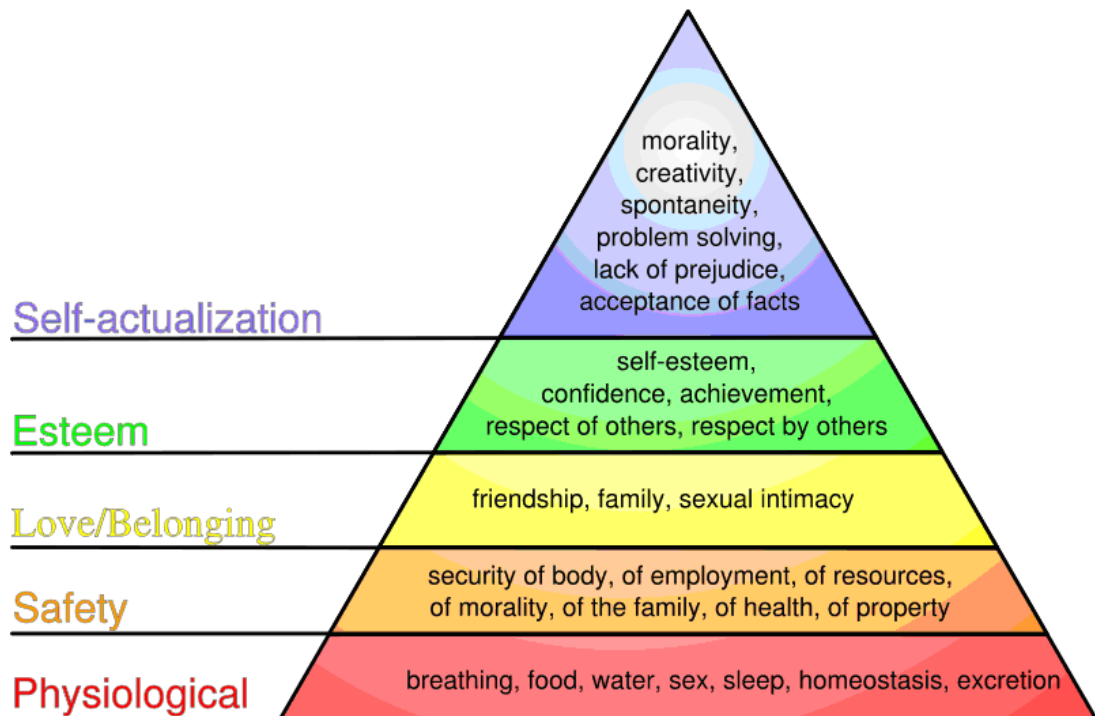 morality,
creativity,
spontaneity,
problem solving,
lack of prejudice,
acceptance of facts
Self-actualization
self-esteem,
confidence, achievement,
respect of others, respect by others
Esteem
friendship, family, sexual intimacy
Love/Belonging
security of body, of employment, of resources,
of morality, of the family, of health, of property
Safety
breathing, food, water, sex, sleep, homeostasis, excretion
Physiological